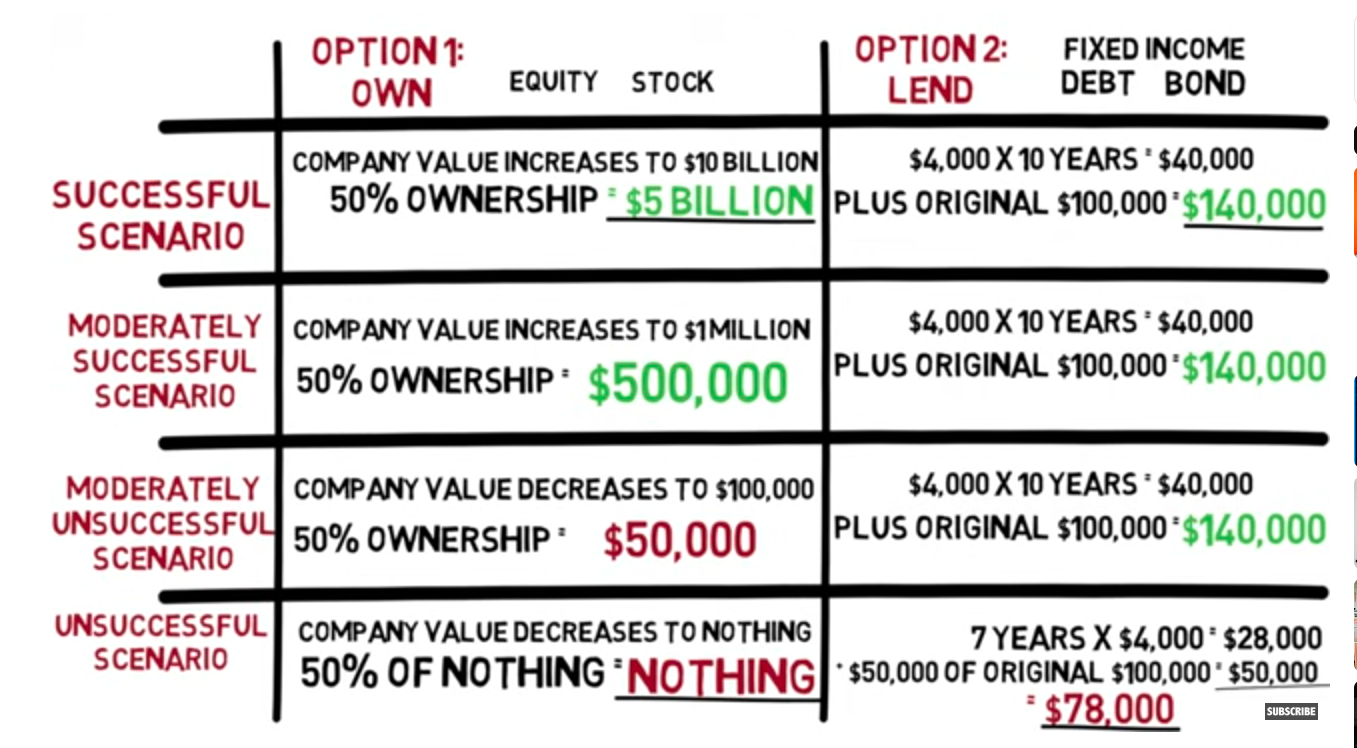 OPTION 1:
OWN
EQUITY STOCK
OPTION 2:
LEND
FIXED INCOME
DEBT BOND
SUCCESSFUL
SCENARIO
COMPANY VALUE INCREASES TO $10 BILLION
50% OWNERSHIP = $5 BILLION
$4,000 X 10 YEARS = $40,000
PLUS ORIGINAL $100,000 = $140,000
MODERATELY
SUCCESSFUL
SCENARIO
COMPANY VALUE INCREASES TO $1 MILLION
50% OWNERSHIP = $500,000
$4,000 X 10 YEARS = $40,000
PLUS ORIGINAL $100,000 = $140,000
MODERATELY
UNSUCCESSFUL
SCENARIO
COMPANY VALUE DECREASES TO $100,000
50% OWNERSHIP = $50,000
$4,000 X 10 YEARS = $40,000
PLUS ORIGINAL $100,000 = $140,000
UNSUCCESSFUL
SCENARIO
COMPANY VALUE DECREASES TO NOTHING
50% OF NOTHING = NOTHING
7 YEARS X $4,000 = $28,000
+ $50,000 OF ORIGINAL $100,000 = $50,000
= $78,000
SUBSCRIBE